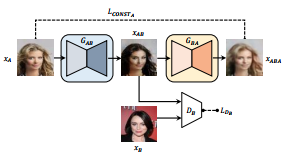 L_CONST_A
x_A
G_AB
x_AB
G_BA
x_ABA
D_B
L_D_B
x_B